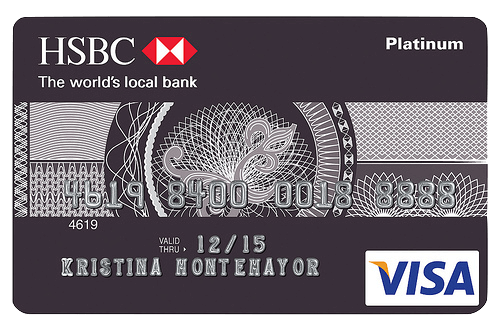 HSBC
Platinum
The world's local bank
4619 8400 0018 8888
4619
VALID
THRU 12/15
KRISTINA MONTEMAYOR
VISA